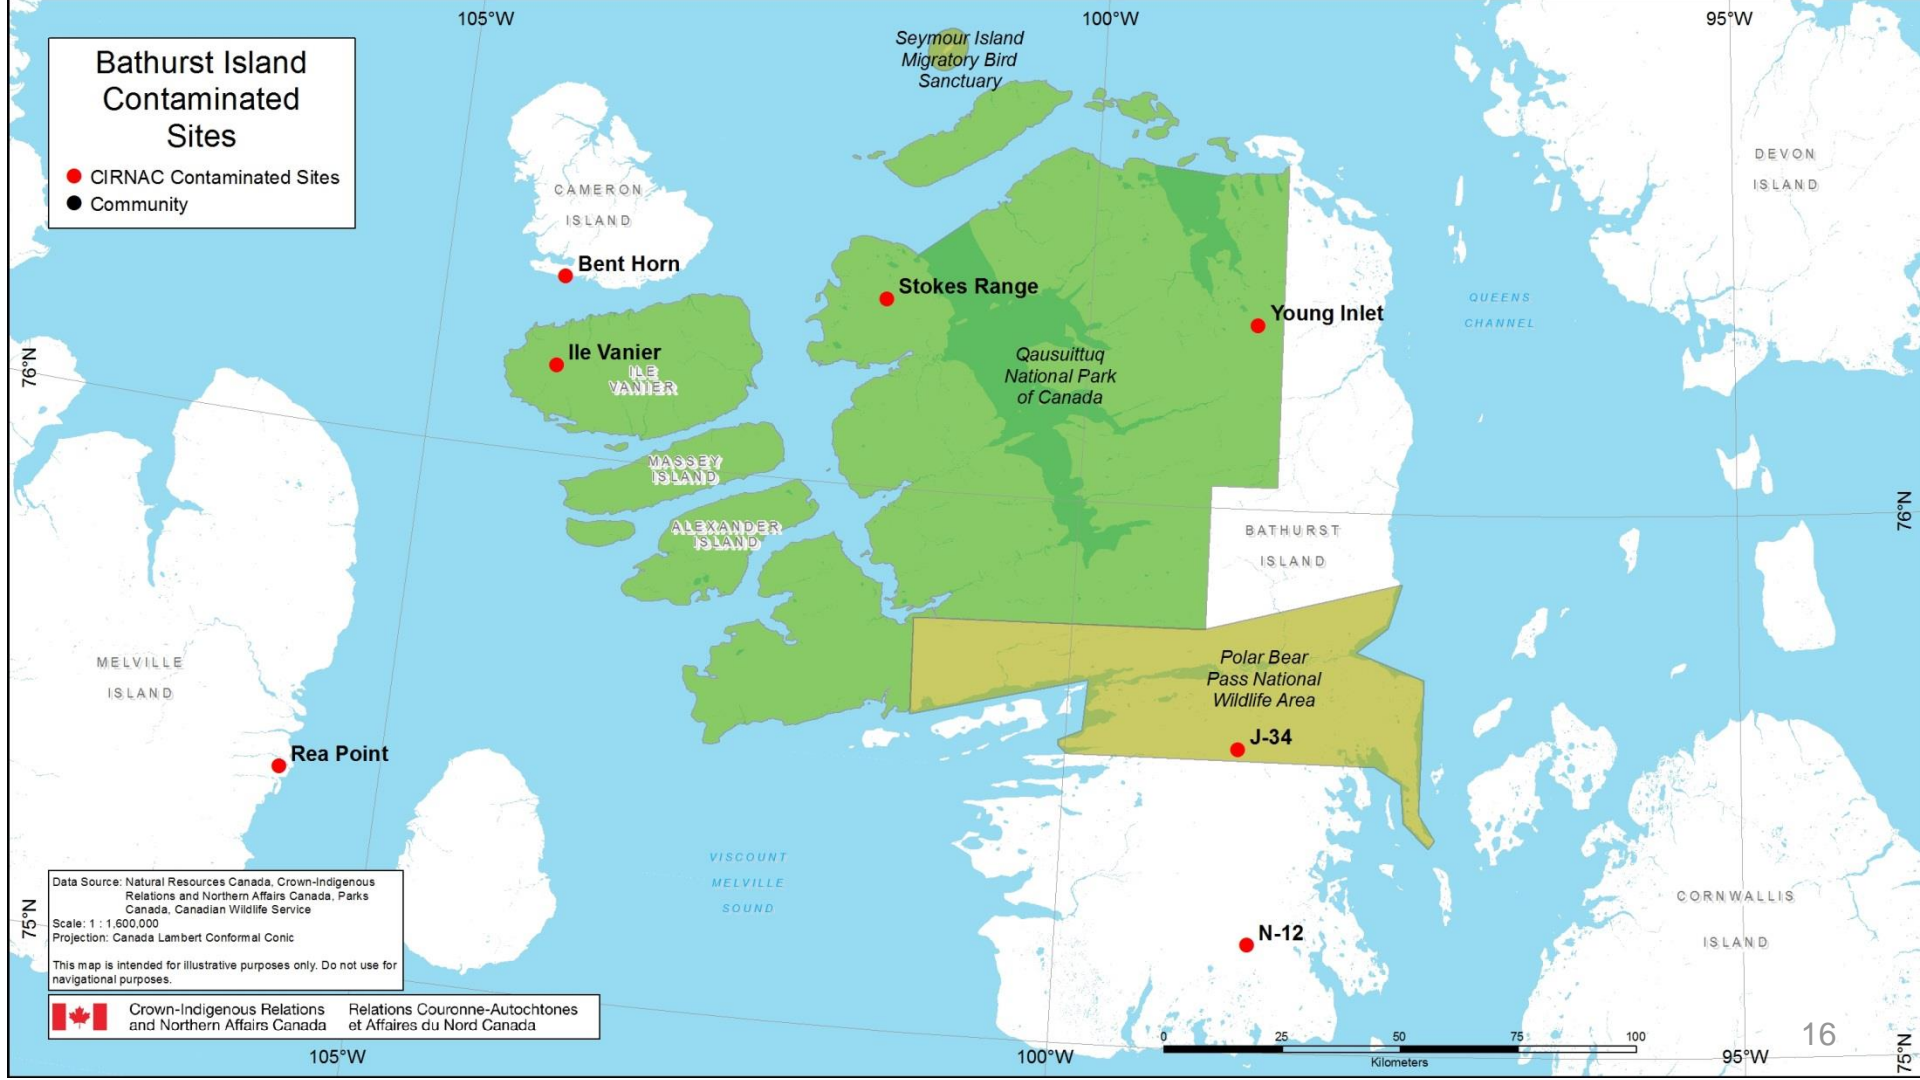 105°W
100°W
95°W
Bathurst Island
Contaminated
Sites
CIRNAC Contaminated Sites
Community
Seymour Island
Migratory Bird
Sanctuary
DEVON
ISLAND
CAMERON
ISLAND
Bent Horn
Stokes Range
Young Inlet
QUEENS
CHANNEL
76°N
Ile Vanier
ILE
VANIER
Qausuittuq
National Park
of Canada
MASSEY
ISLAND
ALEXANDER
ISLAND
BATHURST
ISLAND
76°N
MELVILLE
ISLAND
Polar Bear
Pass National
Wildlife Area
J-34
Rea Point
VISCOUNT
MELVILLE
SOUND
CORNWALLIS
ISLAND
N-12
75°N
Data Source: Natural Resources Canada, Crown-Indigenous
Relations and Northern Affairs Canada, Parks
Canada, Canadian Wildlife Service
Scale: 1 : 1,600,000
Projection: Canada Lambert Conformal Conic
This map is intended for illustrative purposes only. Do not use for
navigational purposes.
Crown-Indigenous Relations
and Northern Affairs Canada
Relations Couronne-Autochtones
et Affaires du Nord Canada
0 25 50 75 100
Kilometers
16
75°N
105°W
100°W
95°W